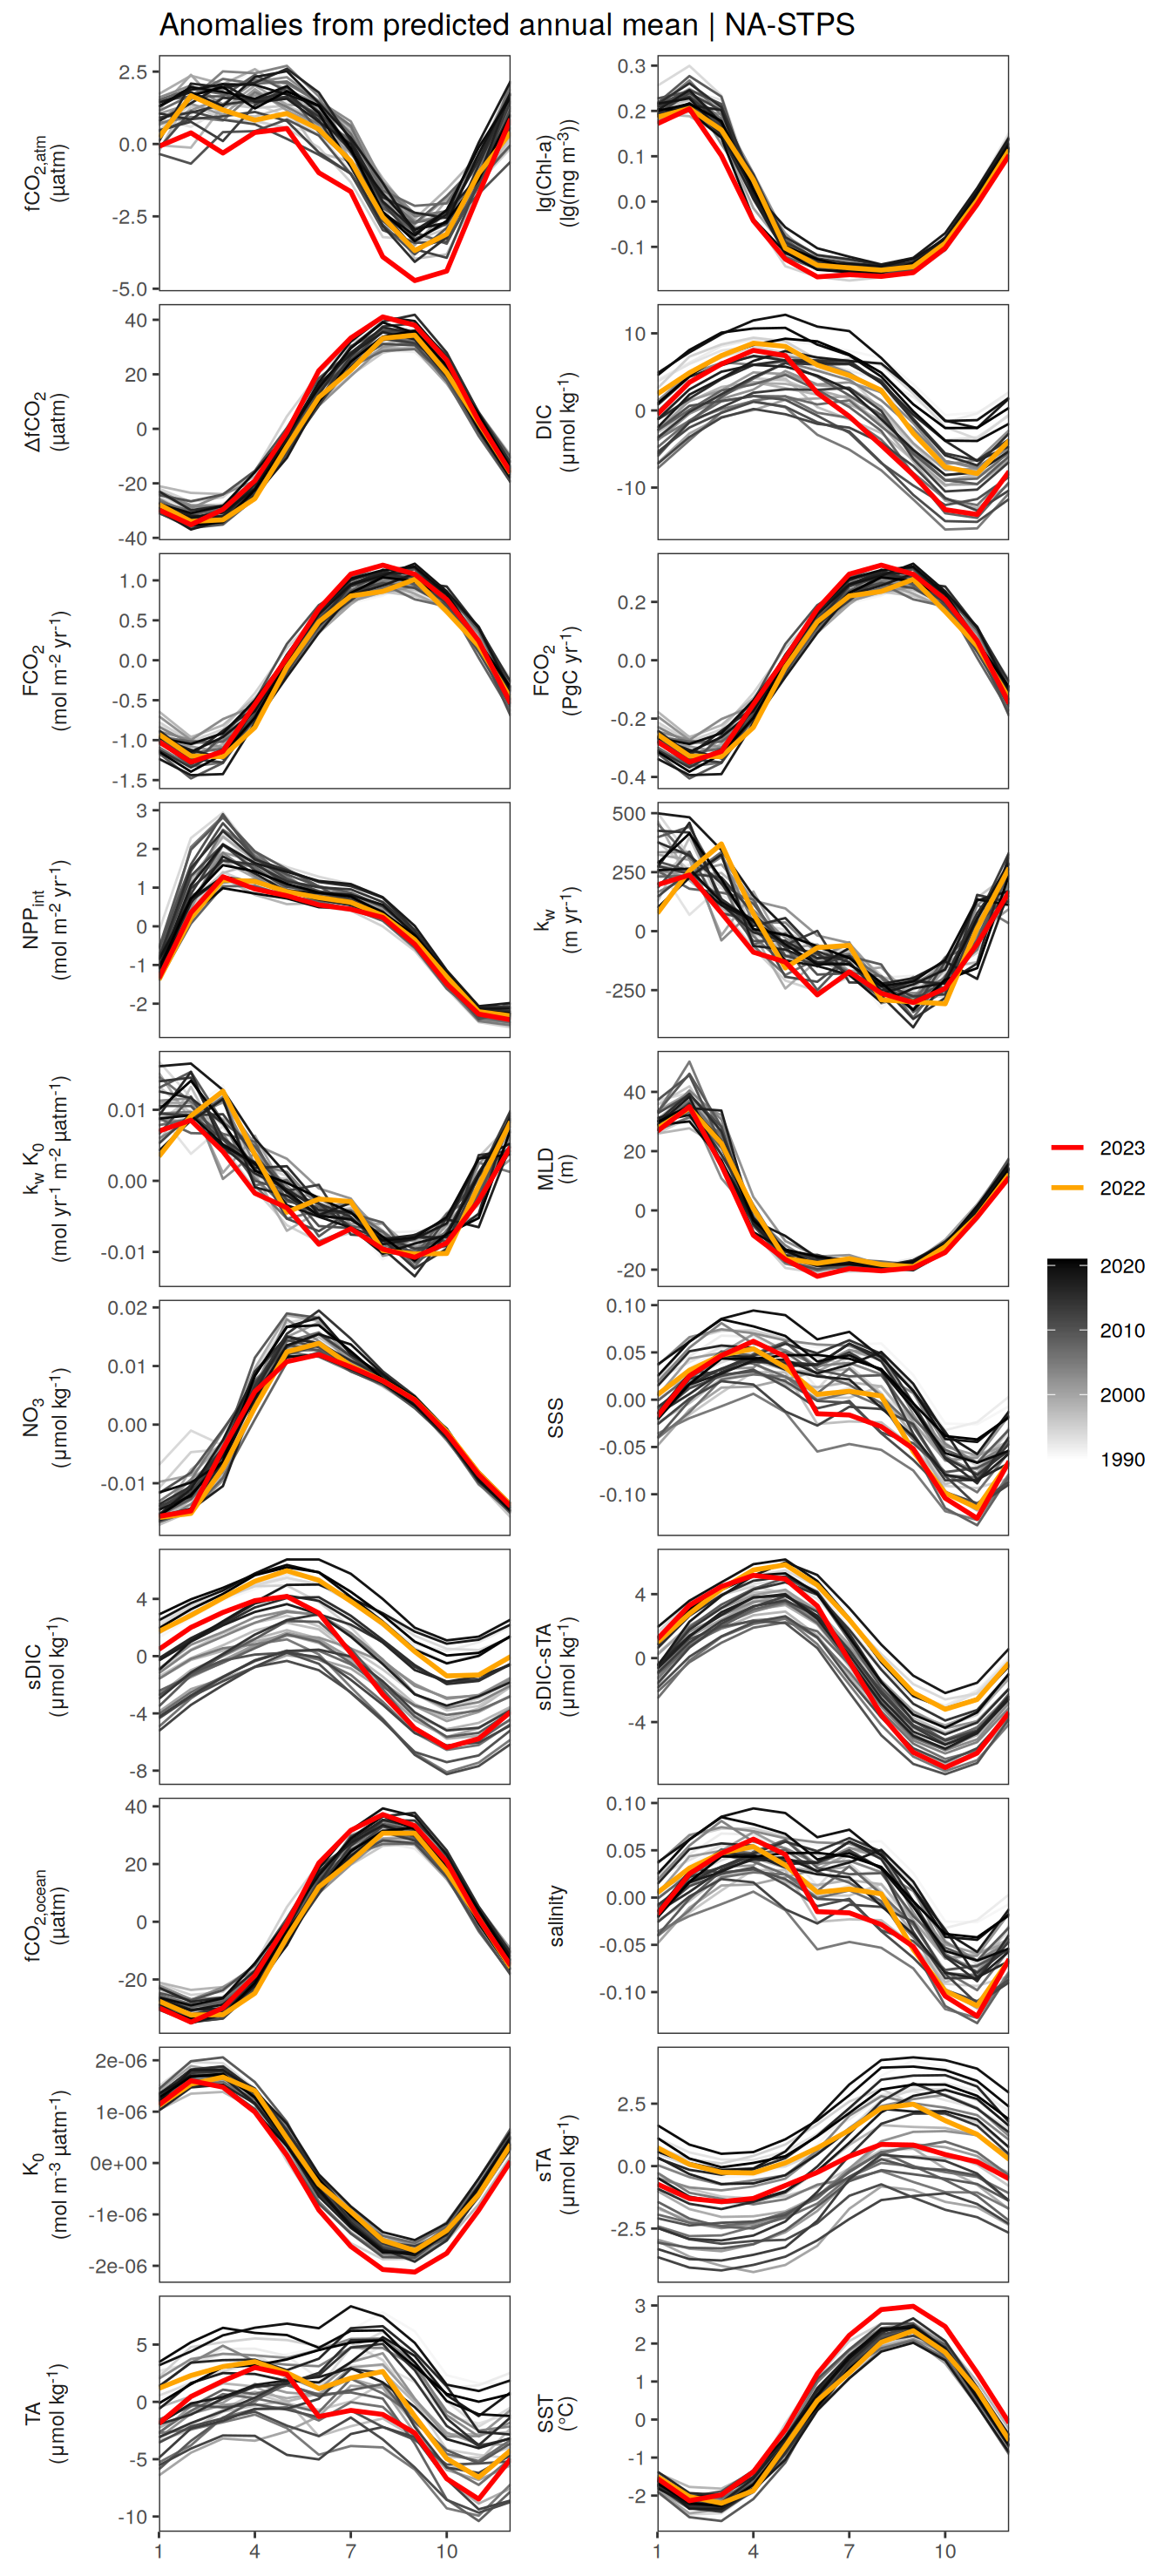 Anomalies from predicted annual mean | NA-STPS
fCO2,atm
(µatm)
2.5
0.0
-2.5
-5.0
lg(Chl-a)
(lg(mg m-3))
0.3
0.2
0.1
0.0
-0.1
ΔfCO2
(µatm)
40
20
0
-20
-40
DIC
(µmol kg-1)
10
0
-10
FCO2
(mol m-2 yr-1)
1.0
0.5
0.0
-0.5
-1.0
-1.5
FCO2
(PgC yr-1)
0.2
0.0
-0.2
-0.4
NPPint
(mol m-2 yr-1)
3
2
1
0
-1
-2
kw
(m yr-1)
500
250
0
-250
kw K0
(mol yr-1 m-2 µatm-1)
0.01
0.00
-0.01
MLD
(m)
40
20
0
-20
NO3
(µmol kg-1)
0.02
0.01
0.00
-0.01
SSS
0.10
0.05
0.00
-0.05
-0.10
sDIC
(µmol kg-1)
4
0
-4
-8
sDIC-sTA
(µmol kg-1)
4
0
-4
fCO2,ocean
(µatm)
40
20
0
-20
salinity
0.10
0.05
0.00
-0.05
-0.10
K0
(mol m-3 µatm-1)
2e-06
1e-06
0e+00
-1e-06
-2e-06
sTA
(µmol kg-1)
2.5
0.0
-2.5
TA
(µmol kg-1)
5
0
-5
-10
SST
(°C)
3
2
1
0
-1
-2
1 4 7 10
1 4 7 10
2023
2022
2020
2010
2000
1990